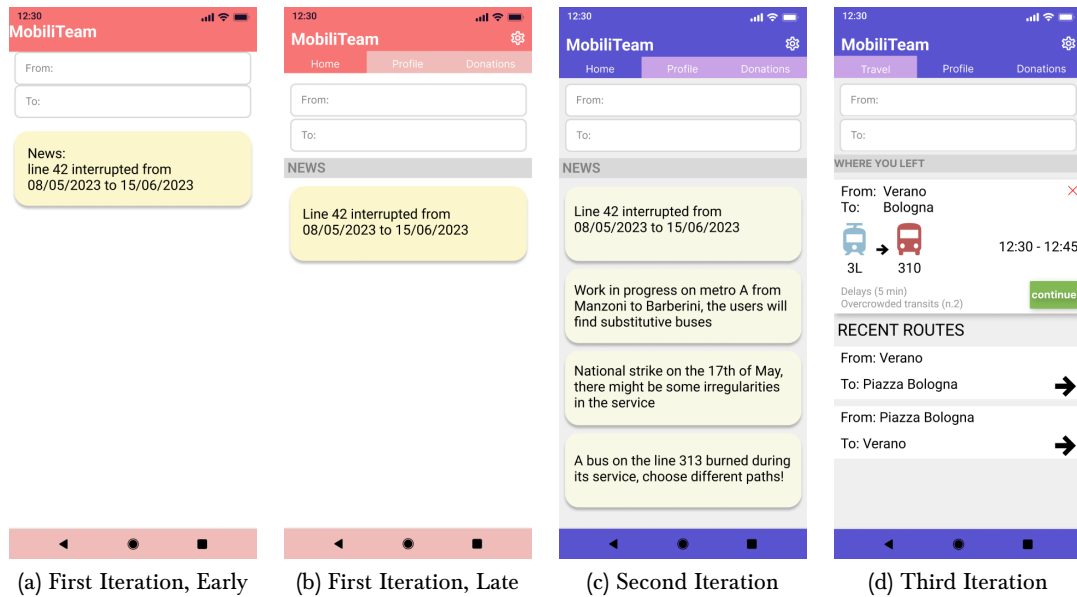 12:30
MobiliTeam
From:
To:
News:
line 42 interrupted from
08/05/2023 to 15/06/2023
(a) First Iteration, Early
12:30
MobiliTeam
Home Profile Donations
From:
To:
NEWS
Line 42 interrupted from
08/05/2023 to 15/06/2023
(b) First Iteration, Late
12:30
MobiliTeam
Home Profile Donations
From:
To:
NEWS
Line 42 interrupted from
08/05/2023 to 15/06/2023
Work in progress on metro A from
Manzoni to Barberini, the users will
find substitutive buses
National strike on the 17th of May,
there might be some irregularities
in the service
A bus on the line 313 burned during
its service, choose different paths!
(c) Second Iteration
12:30
MobiliTeam
Travel Profile Donations
From:
To:
WHERE YOU LEFT
From: Verano
To: Bologna
12:30 - 12:45
3L 310
Delays (5 min)
Overcrowded transits (n.2)
continue
RECENT ROUTES
From: Verano
To: Piazza Bologna
From: Piazza Bologna
To: Verano
(d) Third Iteration